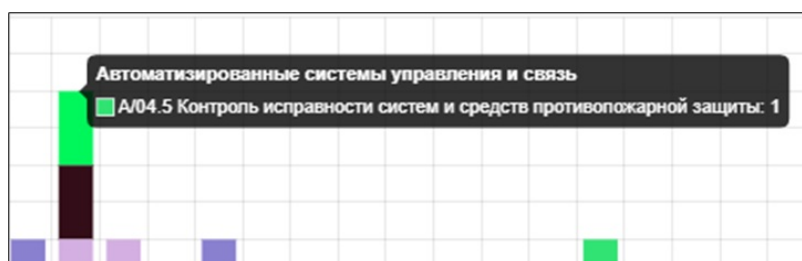 Автоматизированные системы управления и связь
А/04.5 Контроль исправности систем и средств противопожарной защиты: 1